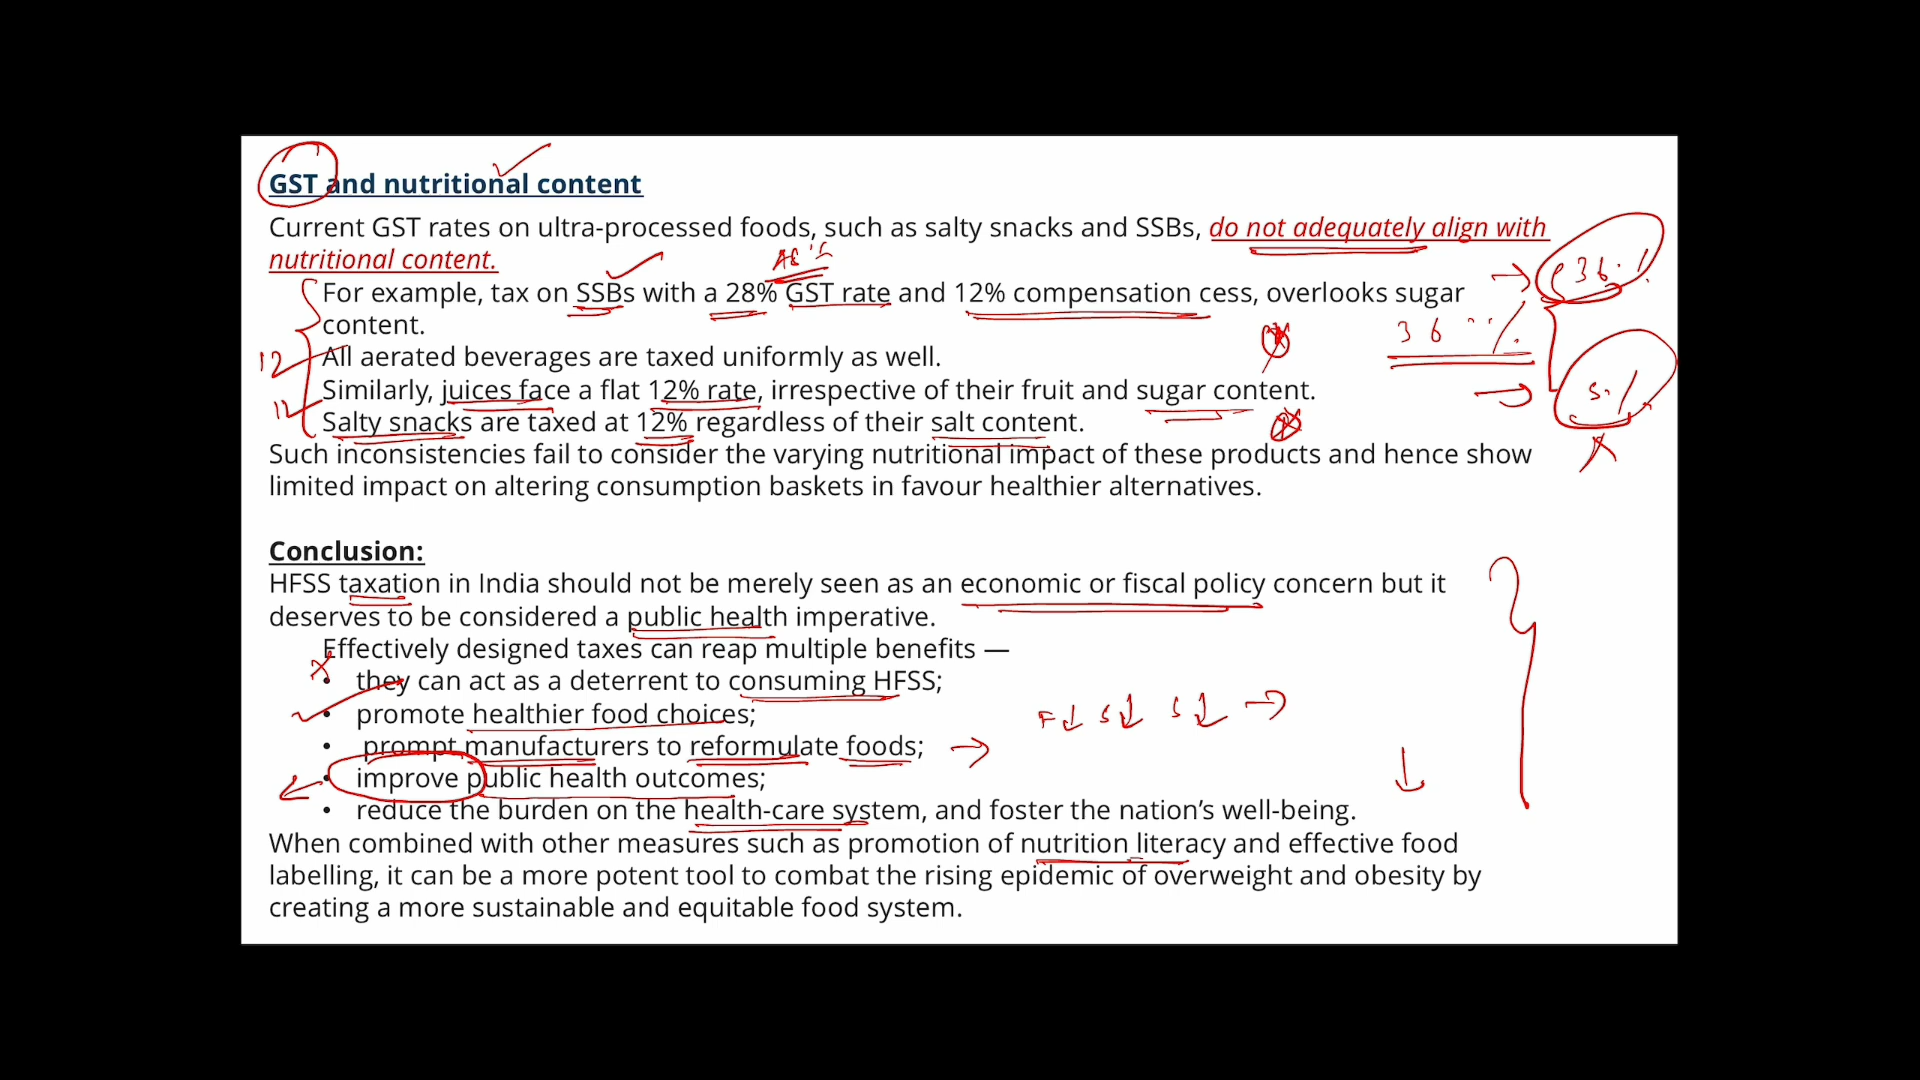 GST and nutritional content
Current GST rates on ultra-processed foods, such as salty snacks and SSBs, do not adequately align with
nutritional content.
For example, tax on SSBs with a 28% GST rate and 12% compensation cess, overlooks sugar
content.
36%
36%
12
All aerated beverages are taxed uniformly as well.
Similarly, juices face a flat 12% rate, irrespective of their fruit and sugar content.
5%
12
Salty snacks are taxed at 12% regardless of their salt content.
Such inconsistencies fail to consider the varying nutritional impact of these products and hence show
limited impact on altering consumption baskets in favour healthier alternatives.
Conclusion:
HFSS taxation in India should not be merely seen as an economic or fiscal policy concern but it
deserves to be considered a public health imperative.
Effectively designed taxes can reap multiple benefits —
• they can act as a deterrent to consuming HFSS;
• promote healthier food choices;
F↓ S↓ S↓ →
• prompt manufacturers to reformulate foods;
• improve public health outcomes;
• reduce the burden on the health-care system, and foster the nation's well-being.
When combined with other measures such as promotion of nutrition literacy and effective food
labelling, it can be a more potent tool to combat the rising epidemic of overweight and obesity by
creating a more sustainable and equitable food system.